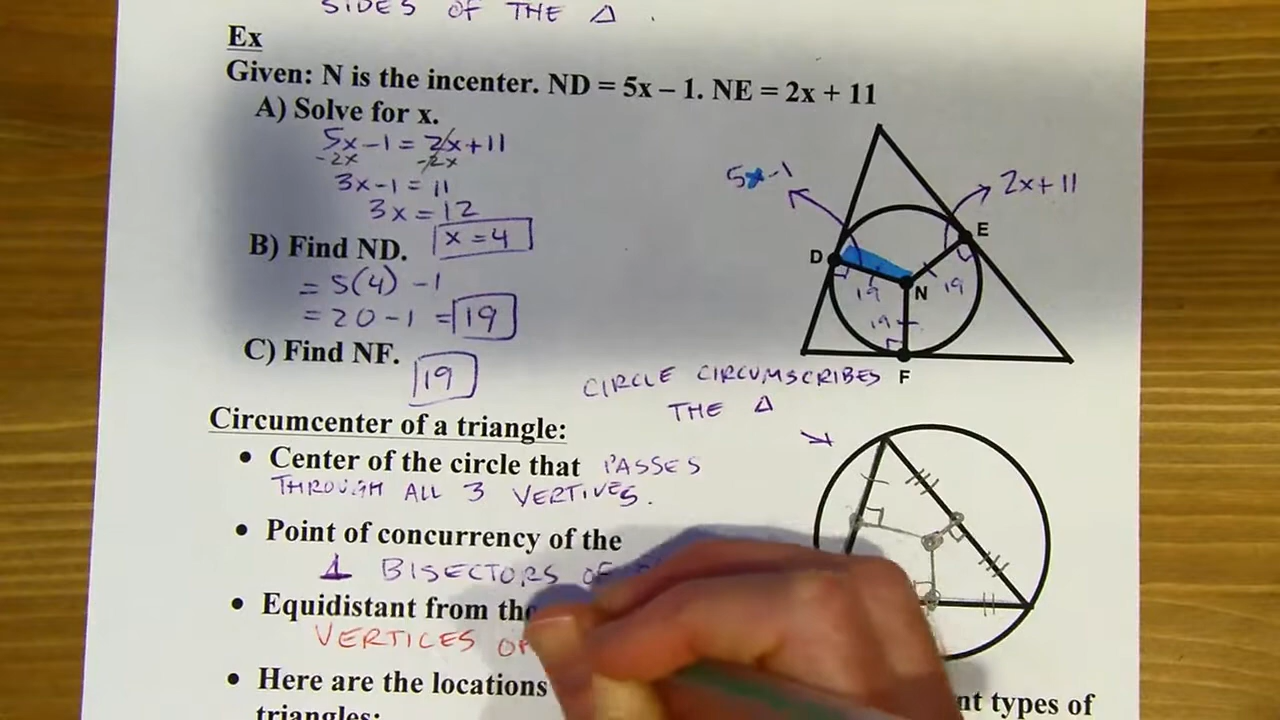 SIDES OF THE Δ.
Ex
Given: N is the incenter. ND = 5x – 1. NE = 2x + 11
A) Solve for x.
5x-1 = 2x+11
-2x -2x
3x-1 = 11
3x = 12
x = 4
B) Find ND.
= 5(4) -1
= 20-1 = 19
C) Find NF.
19
5x-1
2x+11
E
D
N
19
19
19
F
CIRCLE CIRCUMSCRIBES
THE Δ
Circumcenter of a triangle:
• Center of the circle that PASSES
THROUGH ALL 3 VERTIVES.
• Point of concurrency of the
⊥ BISECTORS OF
• Equidistant from the
VERTICES OF
• Here are the locations
nt types of
triangles: